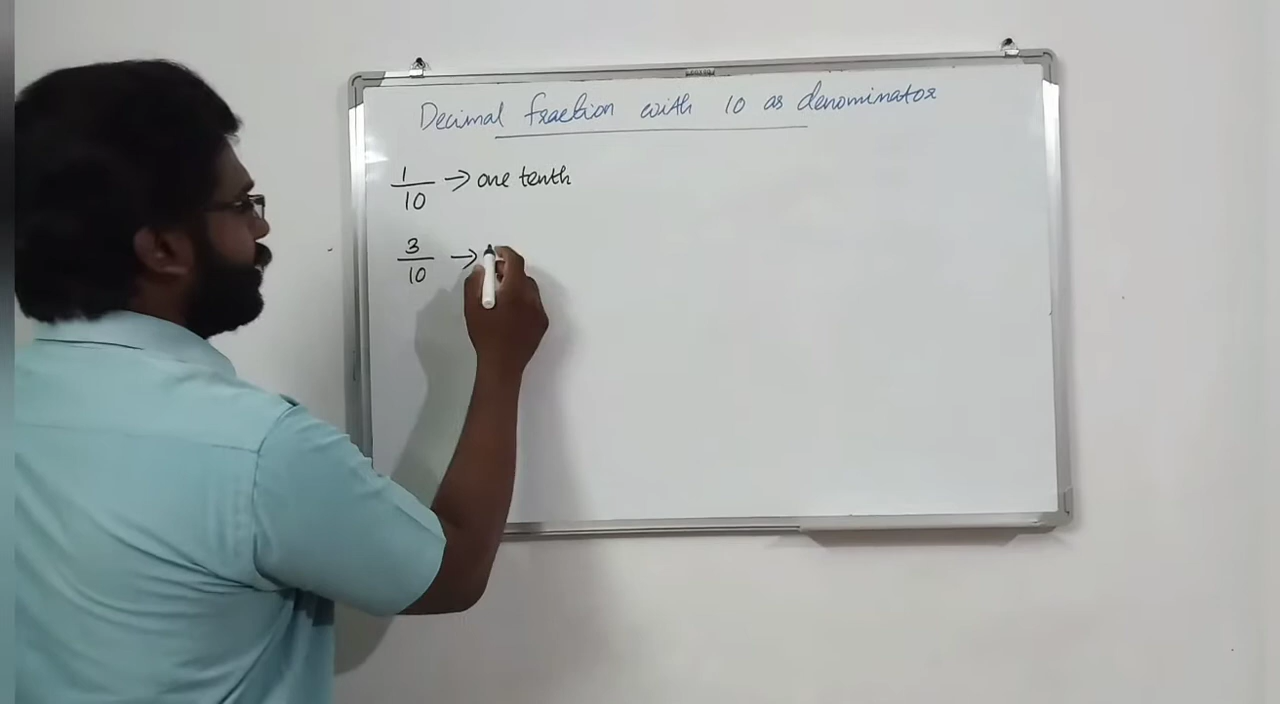 Decimal fraction with 10 as denominator
1/10 → one tenth
3/10 →